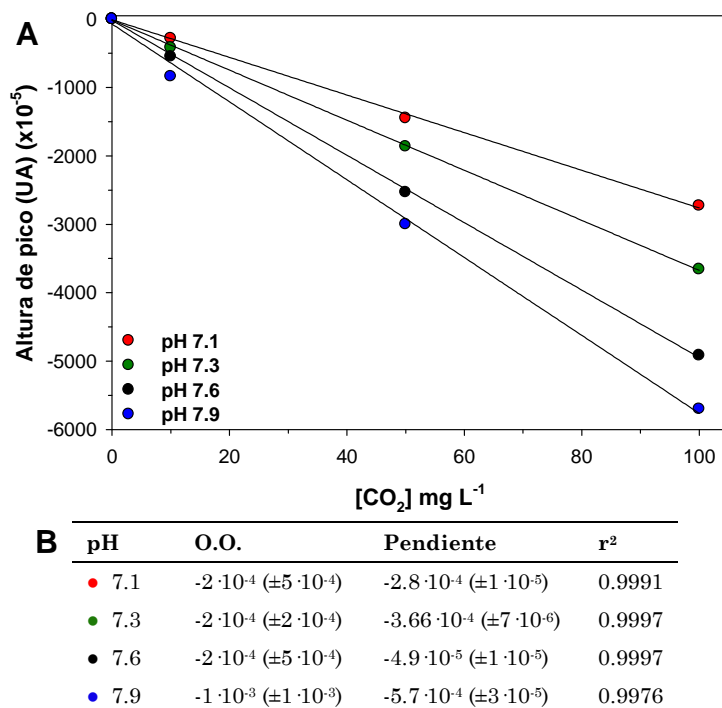 A
Altura de pico (UA) (x10⁻⁵)
0
-1000
-2000
-3000
-4000
-5000
-6000
pH 7.1
pH 7.3
pH 7.6
pH 7.9
0 20 40 60 80 100
[CO₂] mg L⁻¹
B
pH O.O. Pendiente r²
7.1 -2·10⁻⁴ (±5·10⁻⁴) -2.8·10⁻⁴ (±1·10⁻⁵) 0.9991
7.3 -2·10⁻⁴ (±2·10⁻⁴) -3.66·10⁻⁴ (±7·10⁻⁶) 0.9997
7.6 -2·10⁻⁴ (±5·10⁻⁴) -4.9·10⁻⁵ (±1·10⁻⁵) 0.9997
7.9 -1·10⁻³ (±1·10⁻³) -5.7·10⁻⁴ (±3·10⁻⁵) 0.9976